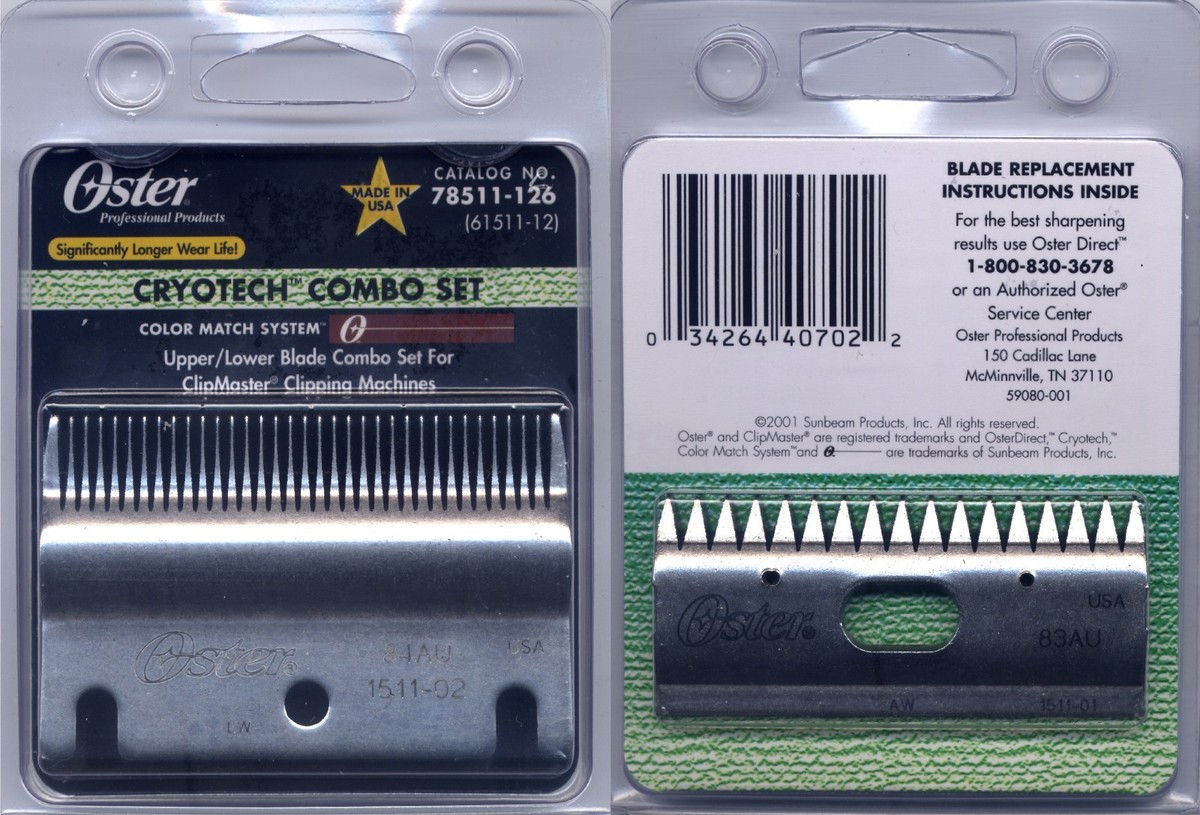 Oster
Professional Products
MADE IN
USA
CATALOG NO.
78511-126
(61511-12)
Significantly Longer Wear Life!
CRYOTECH™ COMBO SET
COLOR MATCH SYSTEM™
Upper/Lower Blade Combo Set For
ClipMaster® Clipping Machines
Oster®
84AU
USA
1511-02
LW
0 34264 40702 2
BLADE REPLACEMENT
INSTRUCTIONS INSIDE
For the best sharpening
results use Oster Direct™
1-800-830-3678
or an Authorized Oster®
Service Center
Oster Professional Products
150 Cadillac Lane
McMinnville, TN 37110
59080-001
©2001 Sunbeam Products, Inc. All rights reserved.
Oster® and ClipMaster® are registered trademarks and OsterDirect,™ Cryotech,™
Color Match System™and O are trademarks of Sunbeam Products, Inc.
Oster®
USA
83AU
AW
1511-01